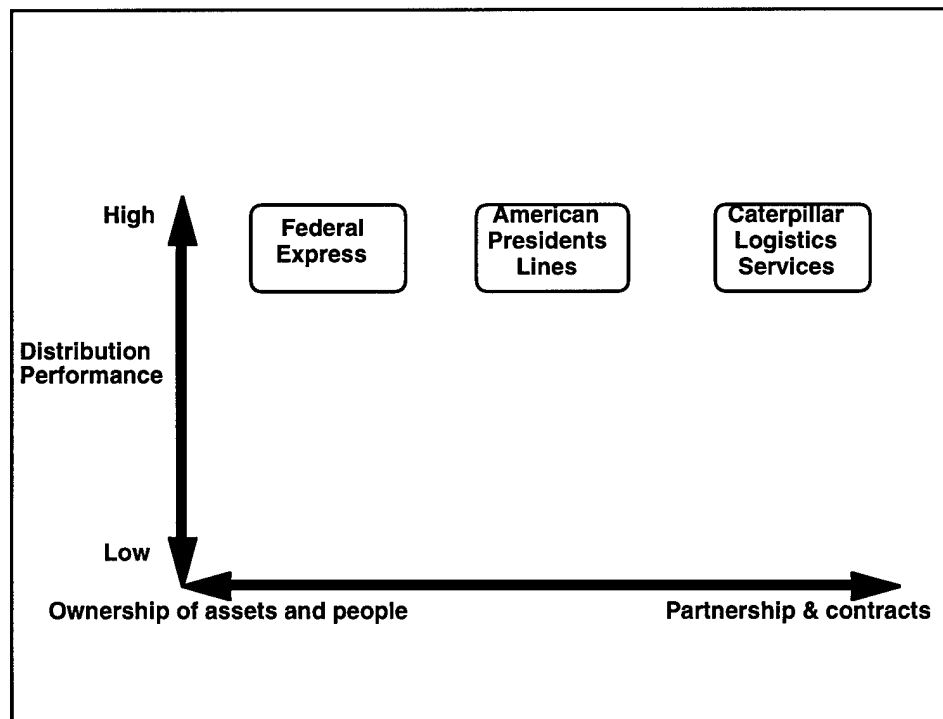 High
Federal
Express
American
Presidents
Lines
Caterpillar
Logistics
Services
Distribution
Performance
Low
Ownership of assets and people
Partnership & contracts